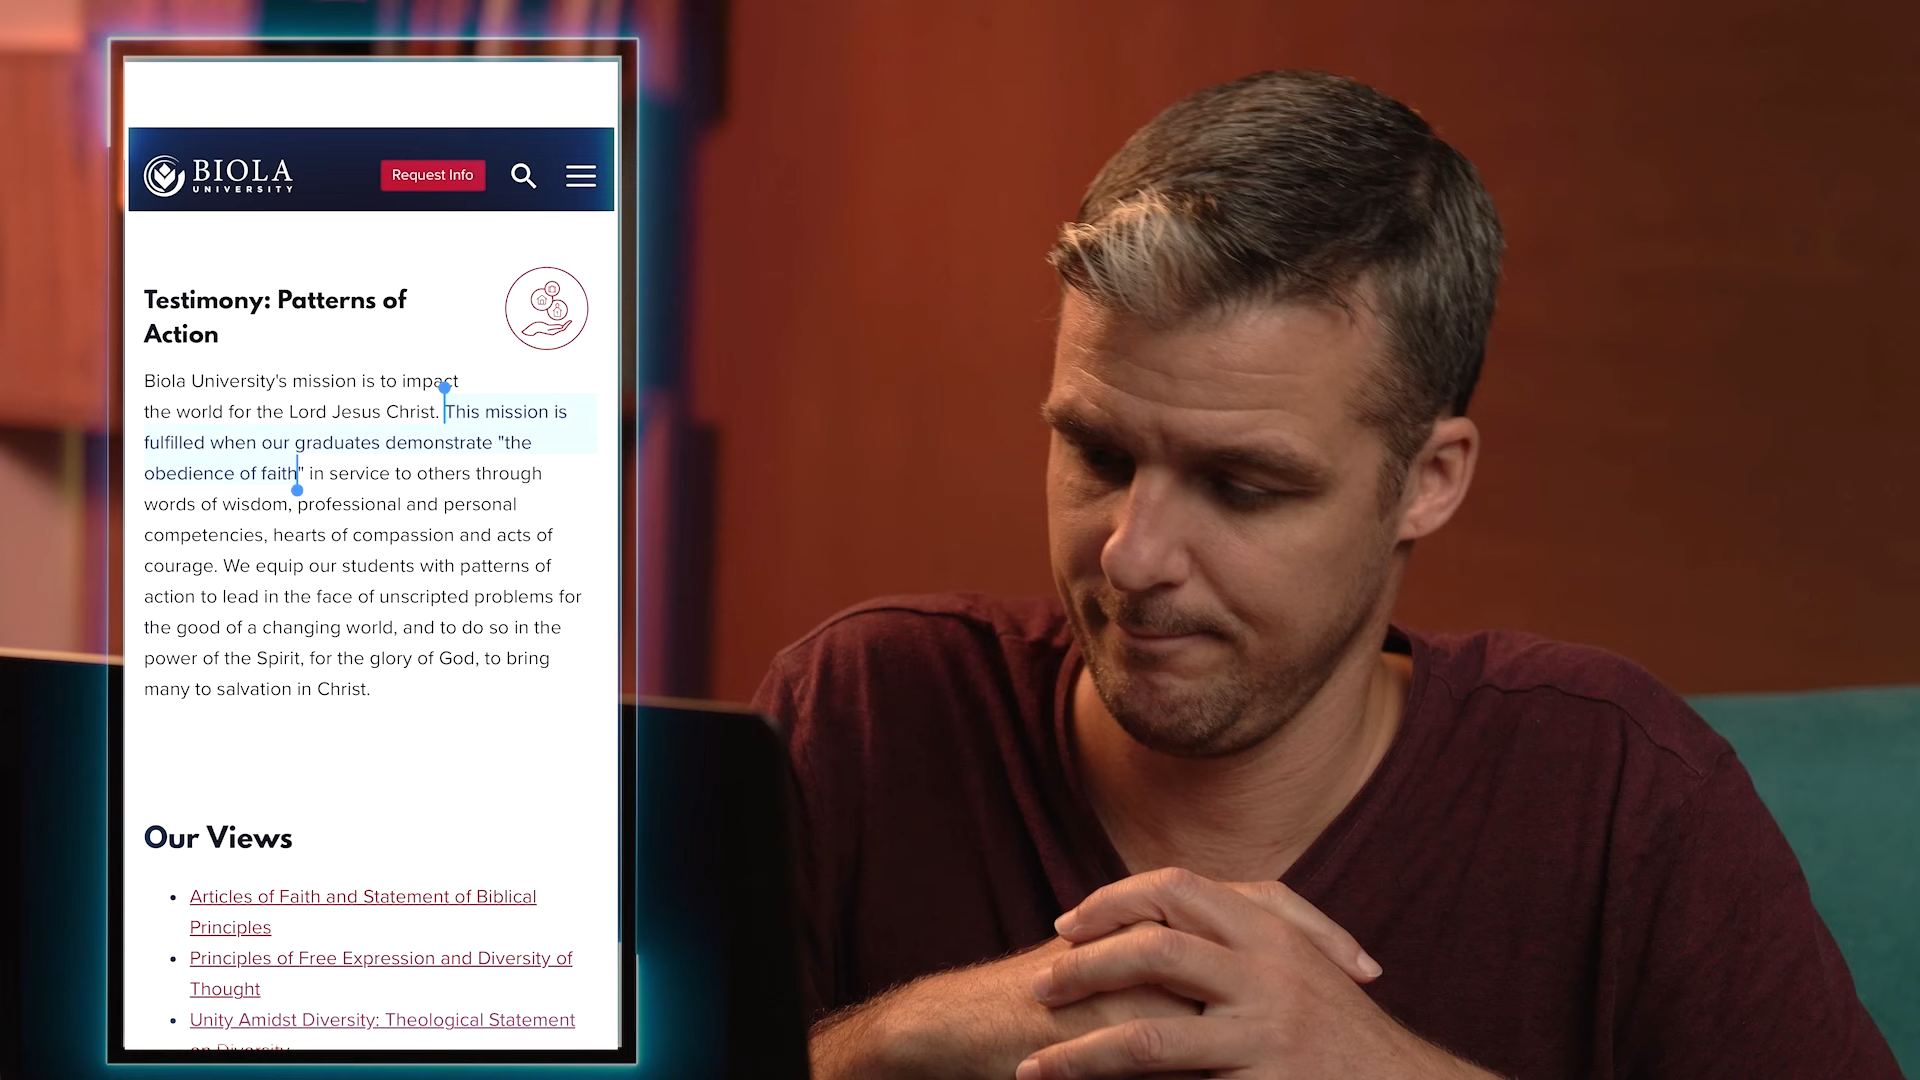 BIOLA
UNIVERSITY
Request Info
Testimony: Patterns of
Action
Biola University's mission is to impact
the world for the Lord Jesus Christ. This mission is
fulfilled when our graduates demonstrate "the
obedience of faith" in service to others through
words of wisdom, professional and personal
competencies, hearts of compassion and acts of
courage. We equip our students with patterns of
action to lead in the face of unscripted problems for
the good of a changing world, and to do so in the
power of the Spirit, for the glory of God, to bring
many to salvation in Christ.
Our Views
Articles of Faith and Statement of Biblical
Principles
Principles of Free Expression and Diversity of
Thought
Unity Amidst Diversity: Theological Statement
on Diversity